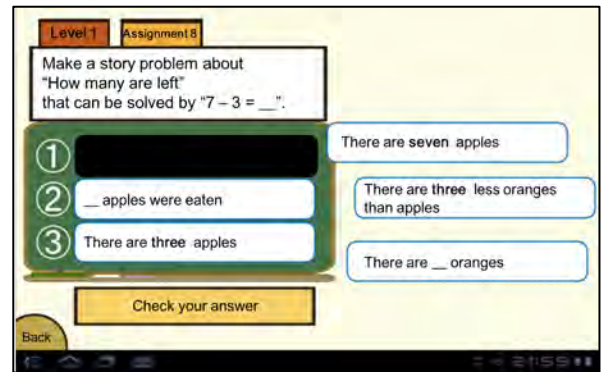 Level 1
Assignment 8
Make a story problem about
“How many are left”
that can be solved by “7 – 3 = __”.
①
There are seven apples
② __ apples were eaten
There are three less oranges
than apples
③ There are three apples
There are __ oranges
Check your answer
Back
21:59